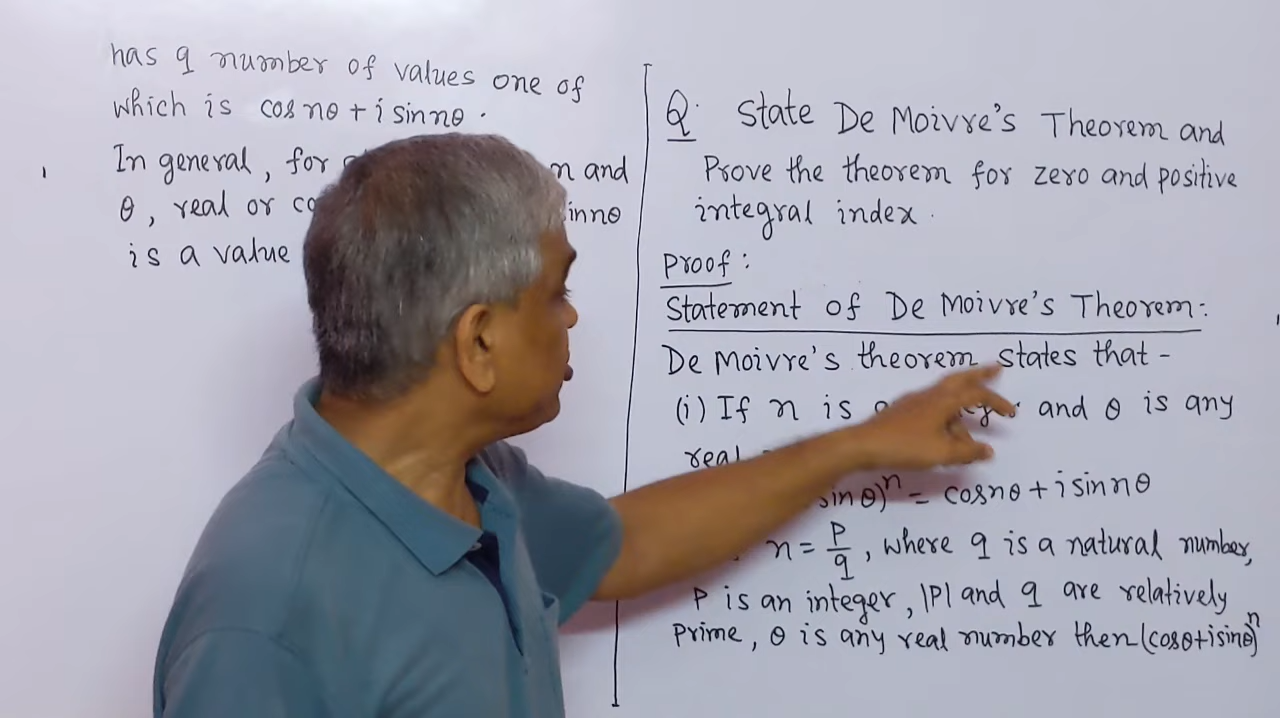 has q number of values one of
which is cos nθ + i sin nθ .
In general, for n and
θ, real or sin nθ
is a value
Q. State De Moivre's Theorem and
Prove the theorem for zero and positive
integral index .
Proof :
Statement of De Moivre's Theorem :
De Moivre's theorem states that -
(i) If n is and θ is any
real
sin θ)^n = cos nθ + i sin nθ
n = p/q , where q is a natural number,
P is an integer, |P| and q are relatively
Prime, θ is any real number then (cosθ + i sinθ)^n